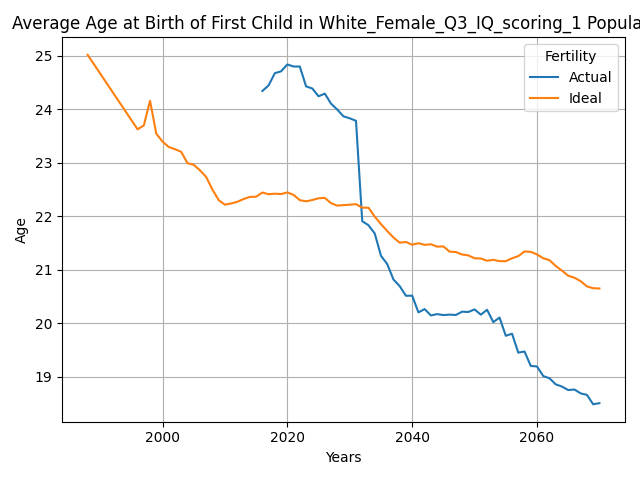 Average Age at Birth of First Child in White_Female_Q3_IQ_scoring_1 Popula
Fertility
Actual
Ideal
25
24
23
22
21
20
19
Age
2000
2020
2040
2060
Years